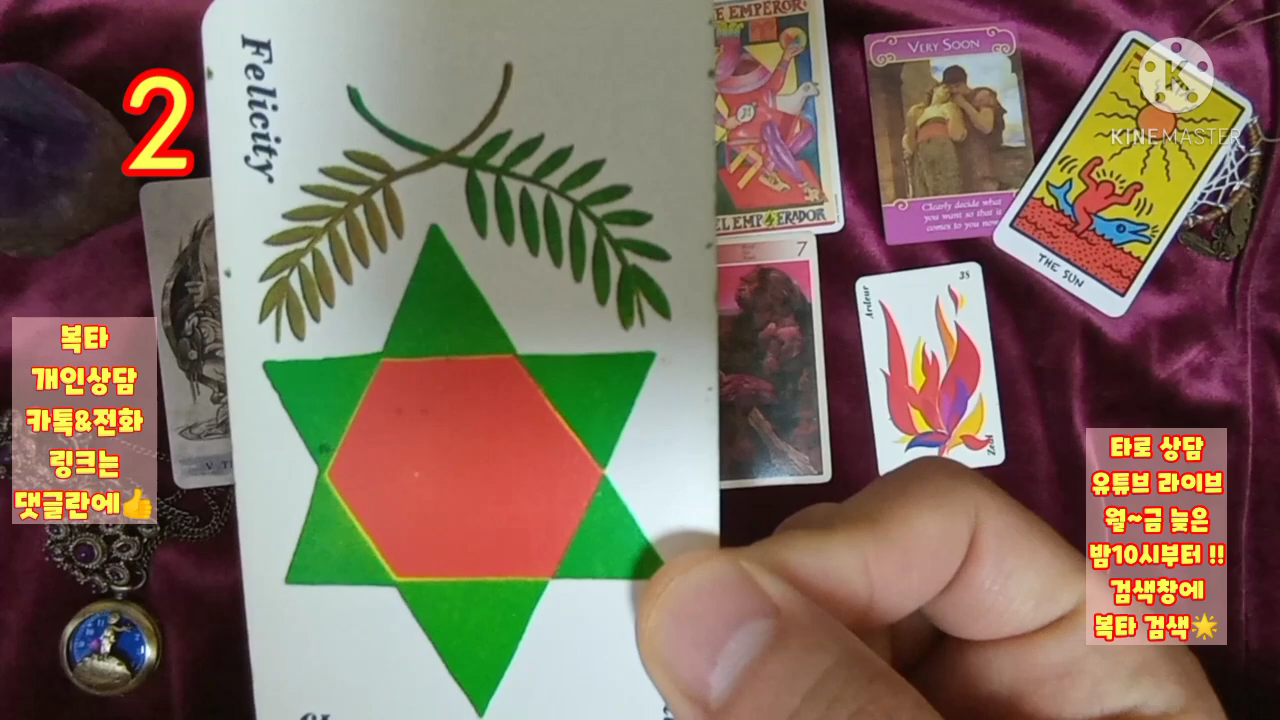 Felicity
2
E EMPEROR
EL EMP4ERADOR
VERY SOON
Clearly decide what
you want so that it
comes to you now
KINEMASTER
THE SUN
7
Ardeur
35
Zeal
V T
복타
개인상담
카톡&전화
링크는
댓글란에👍
타로 상담
유튜브 라이브
월~금 늦은
밤10시부터 !!
검색창에
복타 검색🌟